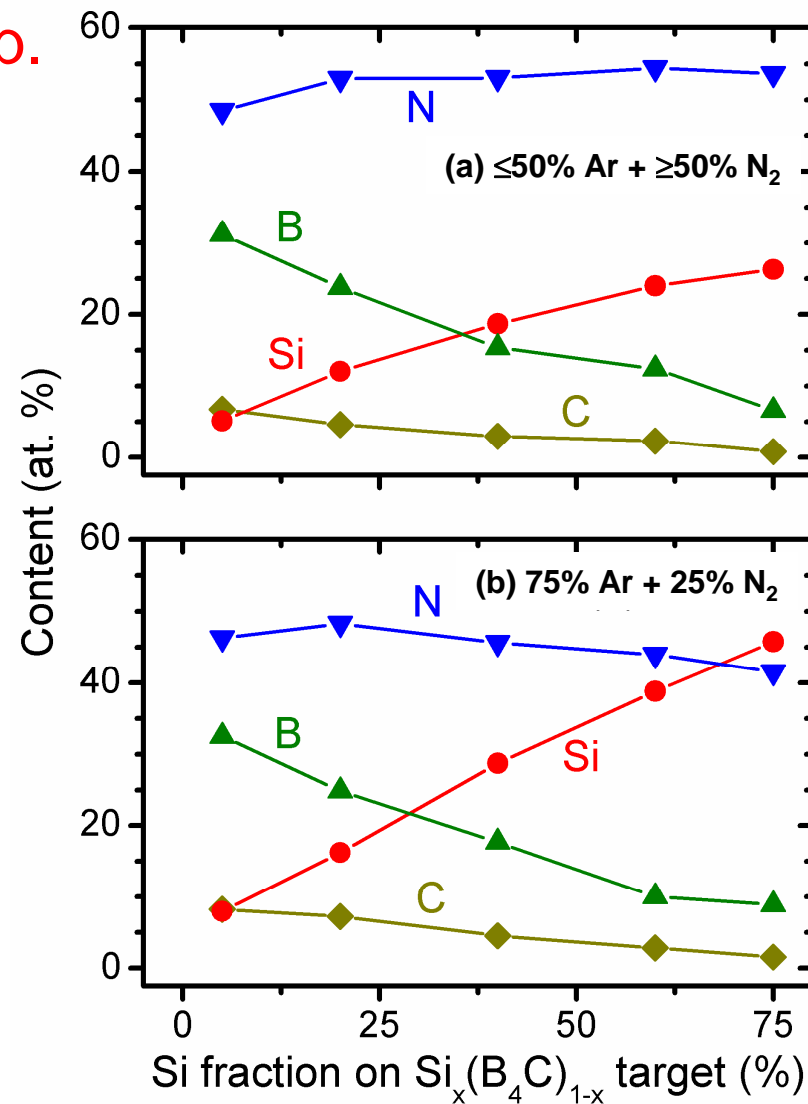 b.
60
40
20
0
N
(a) ≤50% Ar + ≥50% N₂
B
Si
C
Content (at. %)
60
40
20
0
N
(b) 75% Ar + 25% N₂
B
Si
C
0 25 50 75
Si fraction on Siₓ(B₄C)₁₋ₓ target (%)